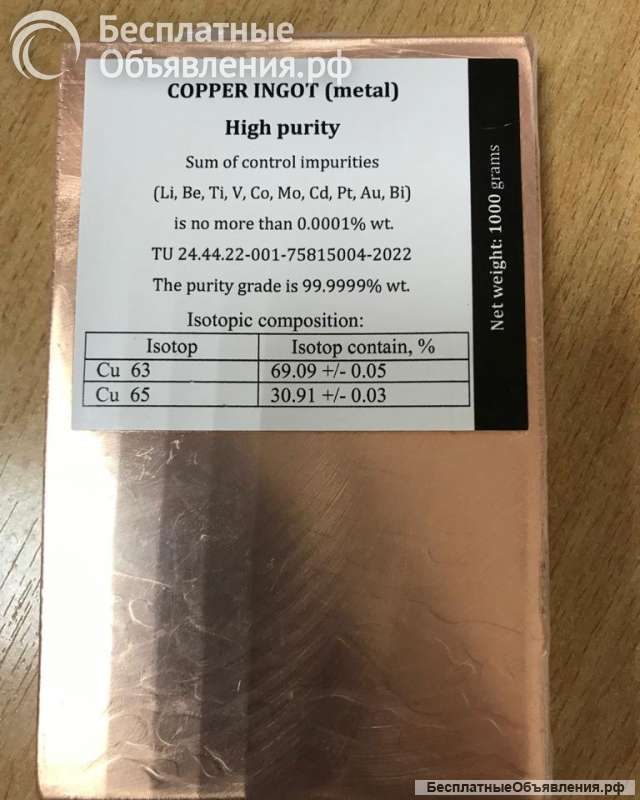 Бесплатные
Объявления.рф
COPPER INGOT (metal)
High purity
Sum of control impurities
(Li, Be, Ti, V, Co, Mo, Cd, Pt, Au, Bi)
is no more than 0.0001% wt.
TU 24.44.22-001-75815004-2022
The purity grade is 99.9999% wt.
Isotopic composition:
Isotop Isotop contain, %
Cu 63 69.09 +/- 0.05
Cu 65 30.91 +/- 0.03
Net weight: 1000 grams
БесплатныеОбъявления.рф